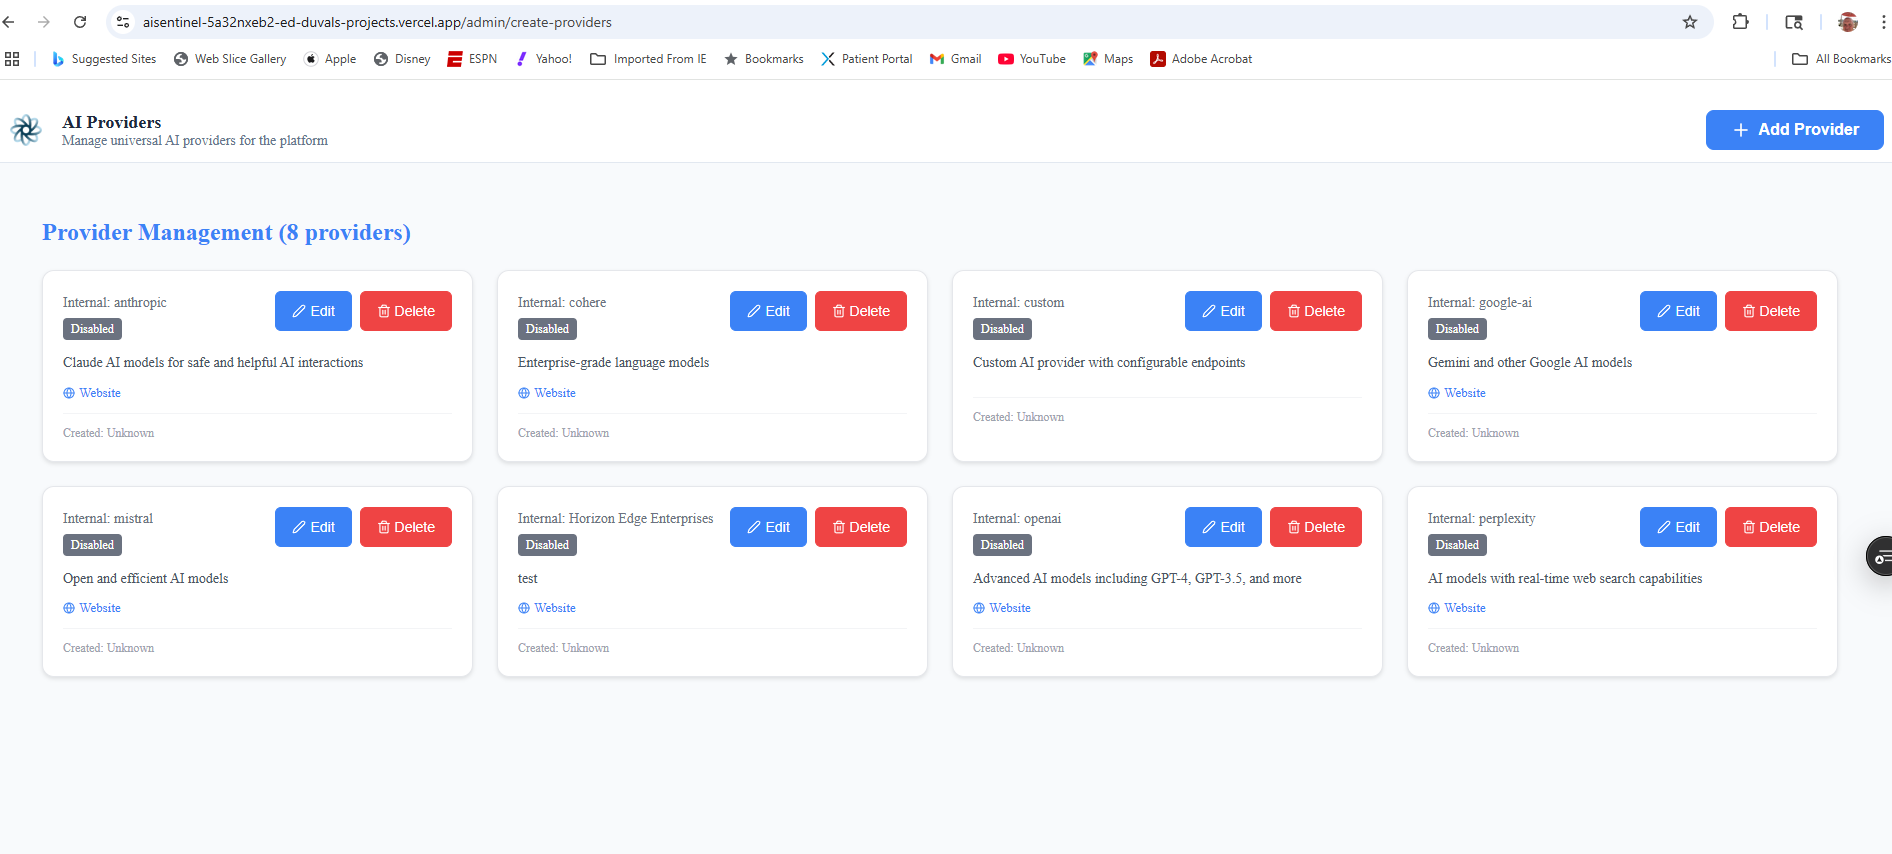 aisentinel-5a32nxeb2-ed-duvals-projects.vercel.app/admin/create-providers
Suggested Sites Web Slice Gallery Apple Disney ESPN Yahoo! Imported From IE Bookmarks Patient Portal Gmail YouTube Maps Adobe Acrobat All Bookmarks
AI Providers
Manage universal AI providers for the platform
+ Add Provider
Provider Management (8 providers)
Internal: anthropic
Edit Delete
Disabled
Claude AI models for safe and helpful AI interactions
Website
Created: Unknown
Internal: cohere
Edit Delete
Disabled
Enterprise-grade language models
Website
Created: Unknown
Internal: custom
Edit Delete
Disabled
Custom AI provider with configurable endpoints
Created: Unknown
Internal: google-ai
Edit Delete
Disabled
Gemini and other Google AI models
Website
Created: Unknown
Internal: mistral
Edit Delete
Disabled
Open and efficient AI models
Website
Created: Unknown
Internal: Horizon Edge Enterprises
Edit Delete
Disabled
test
Website
Created: Unknown
Internal: openai
Edit Delete
Disabled
Advanced AI models including GPT-4, GPT-3.5, and more
Website
Created: Unknown
Internal: perplexity
Edit Delete
Disabled
AI models with real-time web search capabilities
Website
Created: Unknown